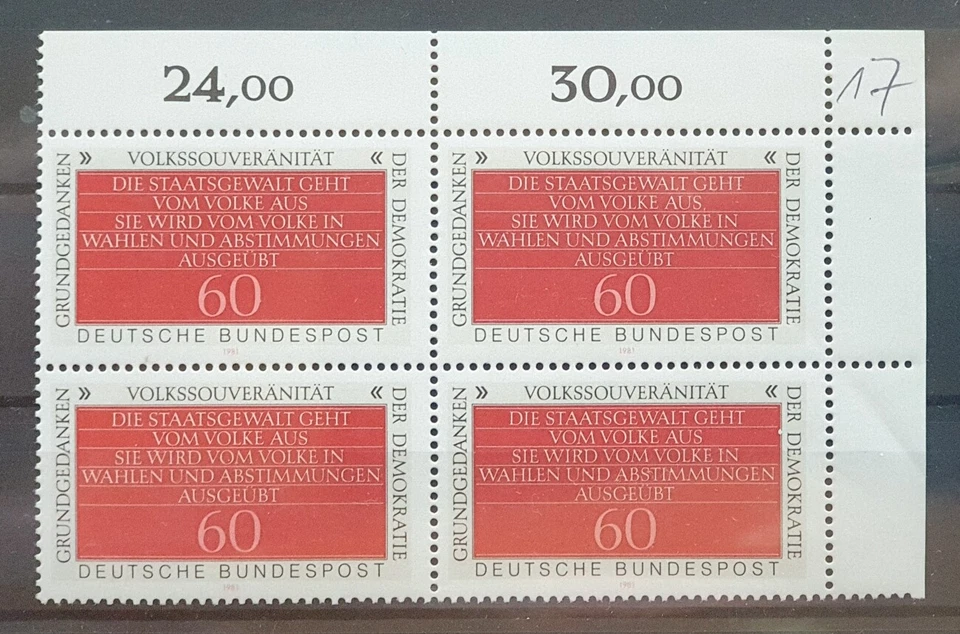 24,00
30,00
17
» VOLKSSOUVERÄNITÄT «
GRUNDGEDANKEN
DIE STAATSGEWALT GEHT
VOM VOLKE AUS
SIE WIRD VOM VOLKE IN
WAHLEN UND ABSTIMMUNGEN
AUSGEÜBT
60
DER DEMOKRATIE
DEUTSCHE BUNDESPOST
1981
» VOLKSSOUVERÄNITÄT «
GRUNDGEDANKEN
DIE STAATSGEWALT GEHT
VOM VOLKE AUS,
SIE WIRD VOM VOLKE IN
WAHLEN UND ABSTIMMUNGEN
AUSGEÜBT
60
DER DEMOKRATIE
DEUTSCHE BUNDESPOST
1981
» VOLKSSOUVERÄNITÄT «
GRUNDGEDANKEN
DIE STAATSGEWALT GEHT
VOM VOLKE AUS
SIE WIRD VOM VOLKE IN
WAHLEN UND ABSTIMMUNGEN
AUSGEÜBT
60
DER DEMOKRATIE
DEUTSCHE BUNDESPOST
1981
» VOLKSSOUVERÄNITÄT «
GRUNDGEDANKEN
DIE STAATSGEWALT GEHT
VOM VOLKE AUS
SIE WIRD VOM VOLKE IN
WAHLEN UND ABSTIMMUNGEN
AUSGEÜBT
60
DER DEMOKRATIE
DEUTSCHE BUNDESPOST
1981